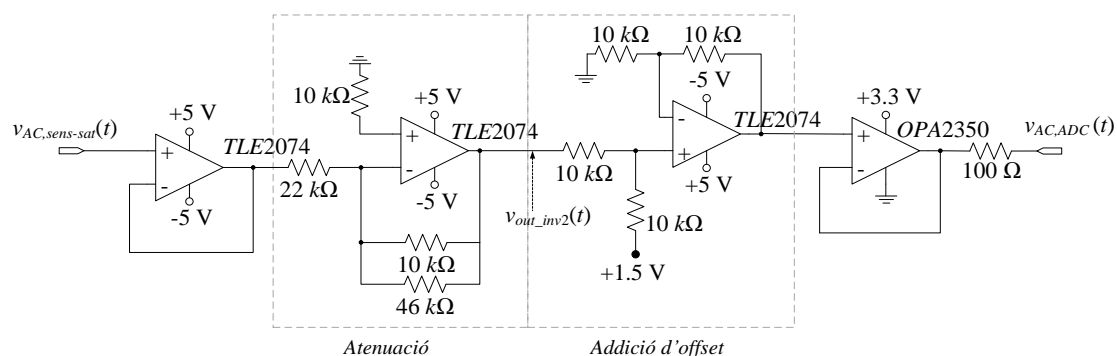 v_AC,sens-sat(t)
+5 V
-5 V
TLE2074
22 kΩ
10 kΩ
+5 V
-5 V
TLE2074
10 kΩ
46 kΩ
v_out_inv2(t)
10 kΩ
10 kΩ
10 kΩ
-5 V
+5 V
TLE2074
10 kΩ
+1.5 V
+3.3 V
OPA2350
100 Ω
v_AC,ADC(t)
+
-
+
-
-
+
+
-
Atenuació
Addició d'offset